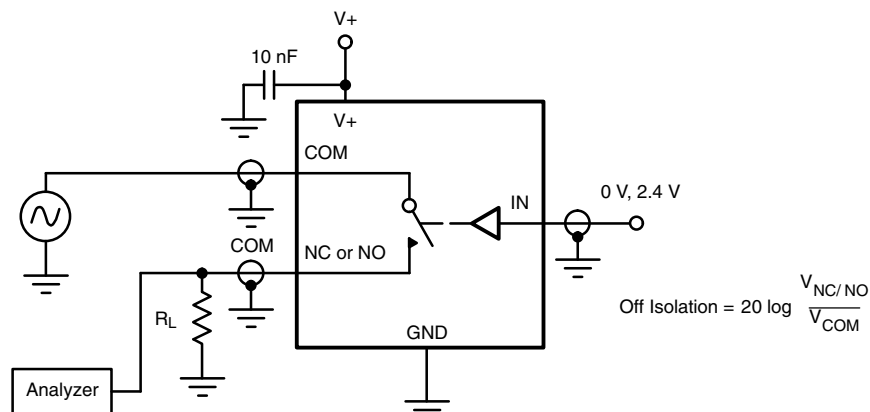 V+
10 nF
V+
COM
IN
0 V, 2.4 V
COM
NC or NO
Off Isolation = 20 log V_NC/ NO / V_COM
R_L
GND
Analyzer